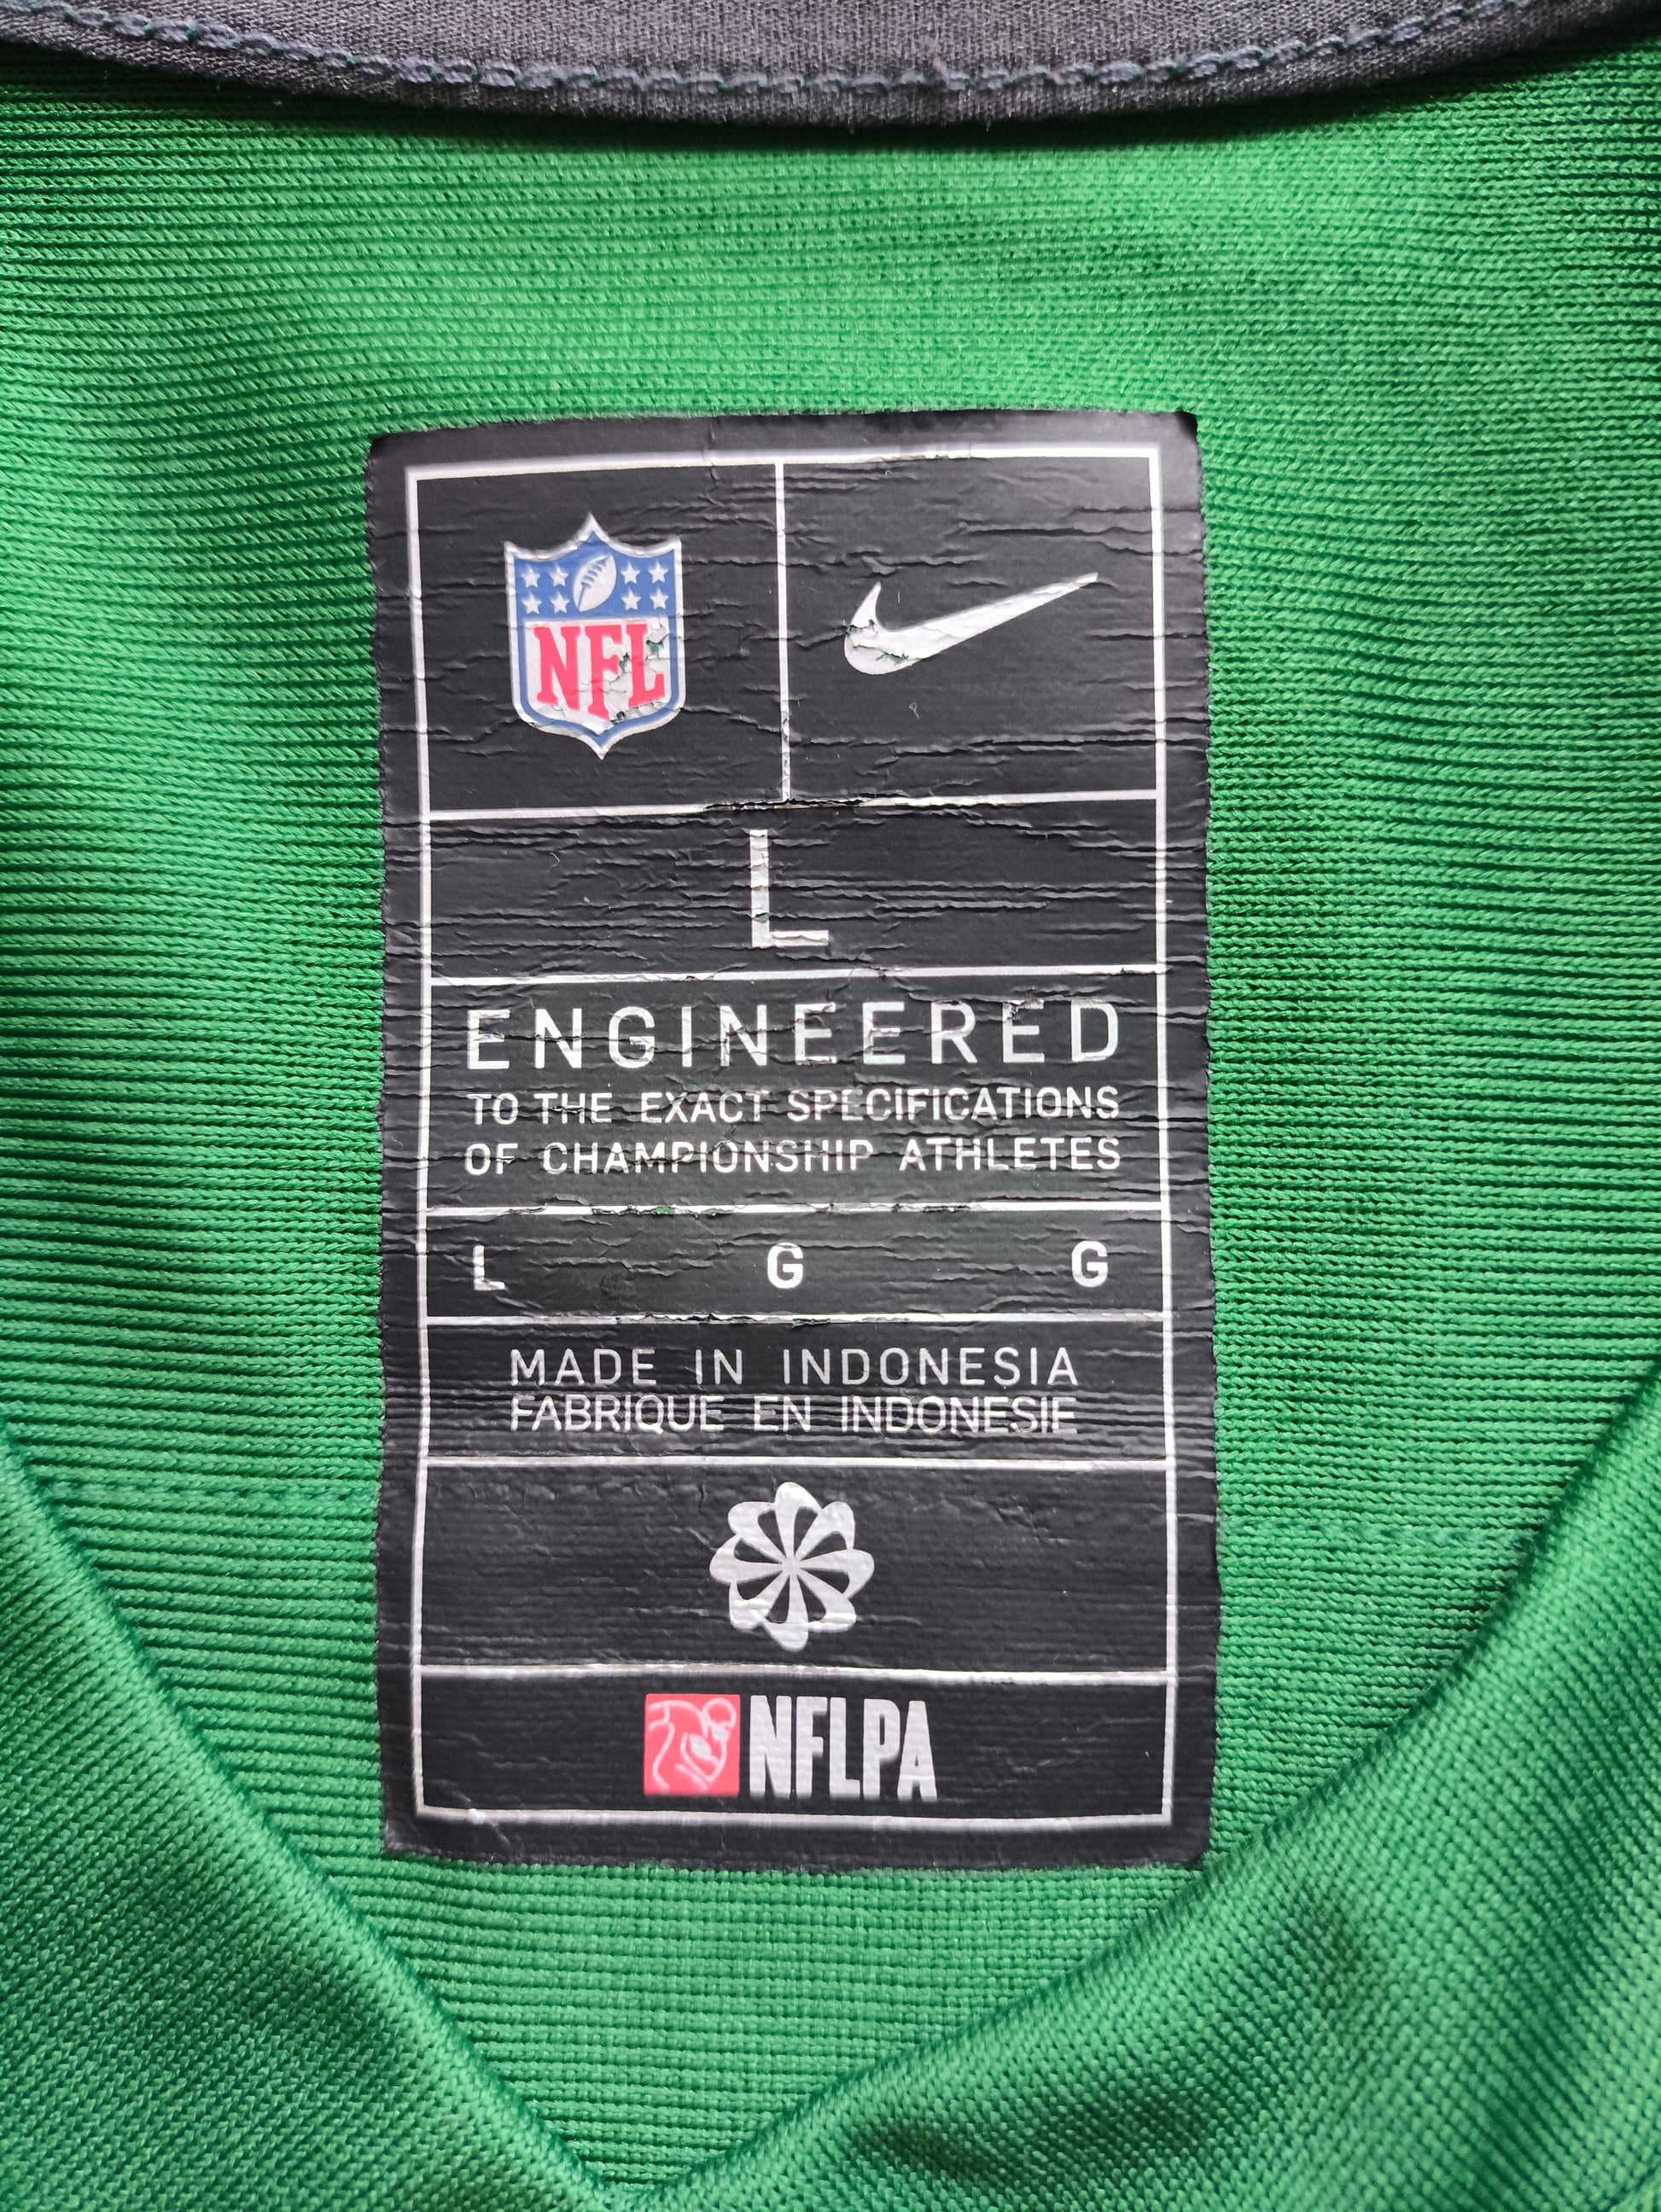 NFL
L
ENGINEERED
TO THE EXACT SPECIFICATIONS
OF CHAMPIONSHIP ATHLETES
L G G
MADE IN INDONESIA
FABRIQUE EN INDONESIE
NFLPA